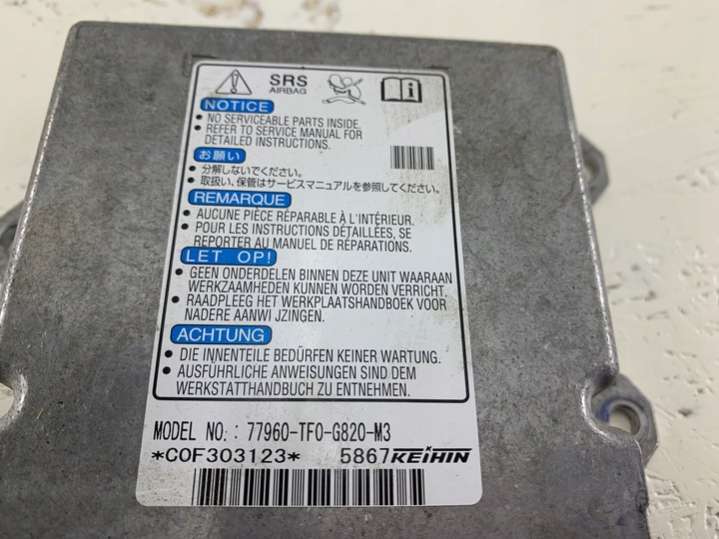 SRS
AIRBAG
NOTICE
• NO SERVICEABLE PARTS INSIDE.
• REFER TO SERVICE MANUAL FOR
DETAILED INSTRUCTIONS.
お願い
• 分解しないでください。
• 取扱い、保管はサービスマニュアルを参照してください。
REMARQUE
• AUCUNE PIÈCE RÉPARABLE À L'INTÉRIEUR.
• POUR LES INSTRUCTIONS DÉTAILLÉES, SE
REPORTER AU MANUEL DE RÉPARATIONS.
LET OP!
• GEEN ONDERDELEN BINNEN DEZE UNIT WAARAAN
WERKZAAMHEDEN KUNNEN WORDEN VERRICHT.
• RAADPLEEG HET WERKPLAATSHANDBOEK VOOR
NADERE AANWIJZINGEN.
ACHTUNG
• DIE INNENTEILE BEDÜRFEN KEINER WARTUNG.
• AUSFÜHRLICHE ANWEISUNGEN SIND DEM
WERKSTATTHANDBUCH ZU ENTNEHMEN.
MODEL NO.: 77960-TF0-G820-M3
*C0F303123* 5867 KEIHIN